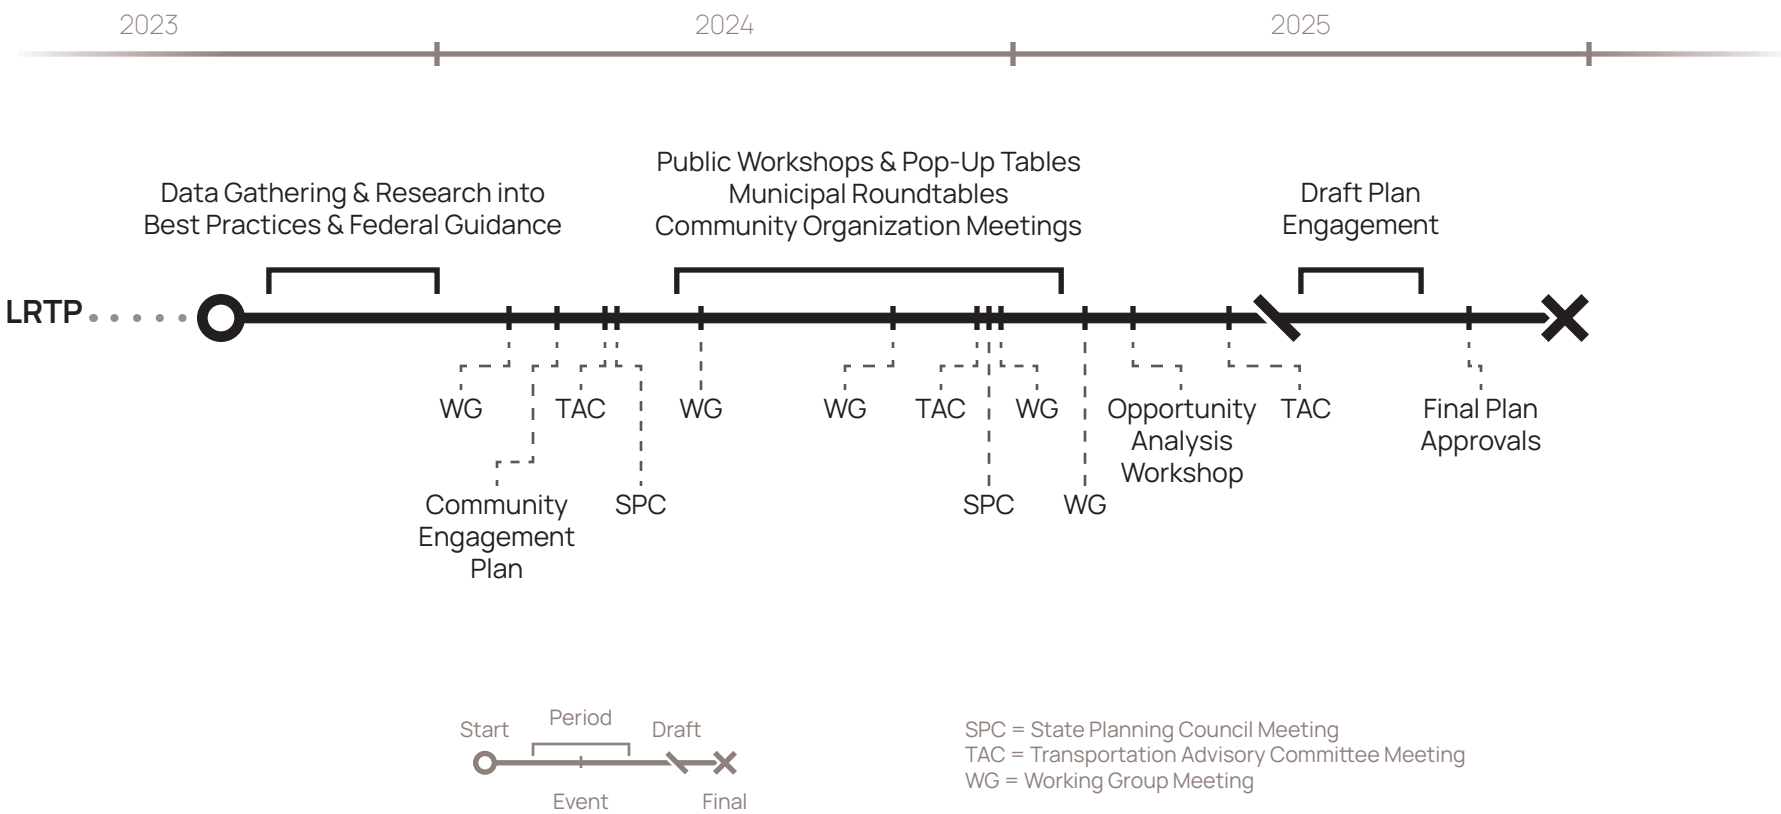 2023
2024
2025
Public Workshops & Pop-Up Tables
Municipal Roundtables
Community Organization Meetings
Data Gathering & Research into
Best Practices & Federal Guidance
Draft Plan
Engagement
LRTP
WG
TAC
WG
WG
TAC
WG
Opportunity
Analysis
Workshop
TAC
Final Plan
Approvals
Community
Engagement
Plan
SPC
SPC
WG
Start
Period
Draft
Event
Final
SPC = State Planning Council Meeting
TAC = Transportation Advisory Committee Meeting
WG = Working Group Meeting